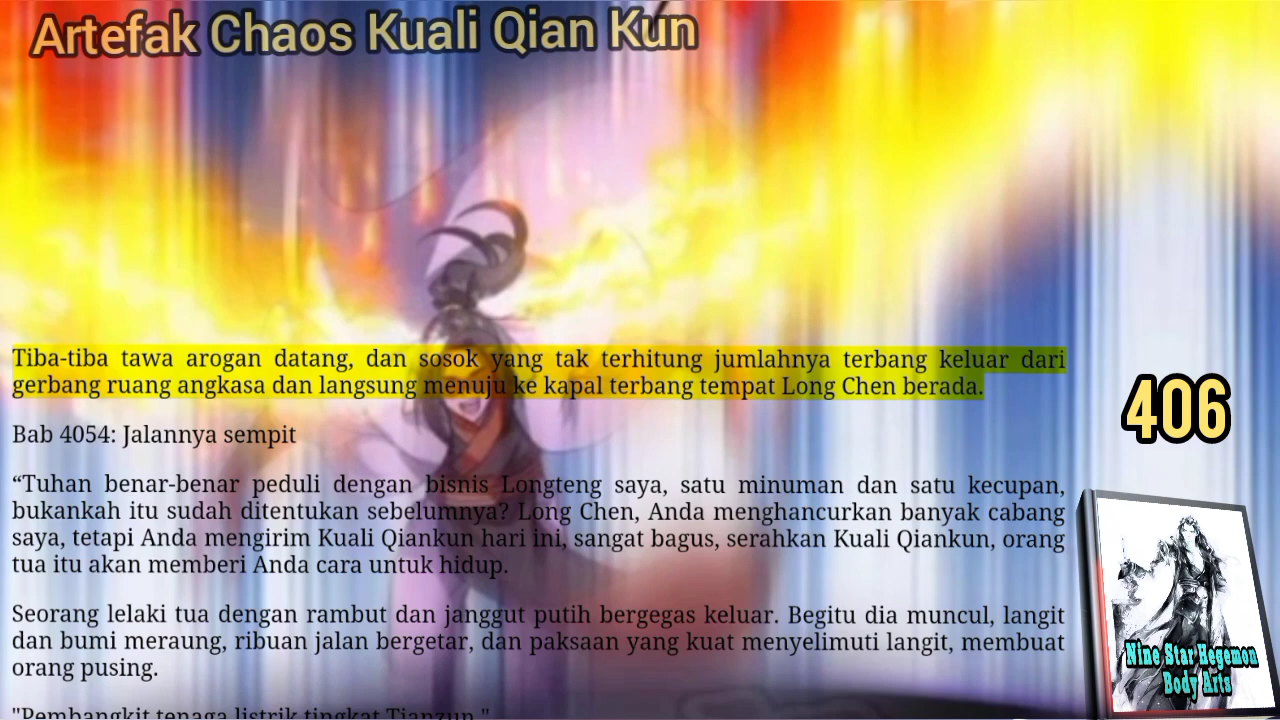 Artefak Chaos Kuali Qian Kun
Tiba-tiba tawa arogan datang, dan sosok yang tak terhitung jumlahnya terbang keluar dari
gerbang ruang angkasa dan langsung menuju ke kapal terbang tempat Long Chen berada.
Bab 4054: Jalannya sempit
“Tuhan benar-benar peduli dengan bisnis Longteng saya, satu minuman dan satu kecupan,
bukankah itu sudah ditentukan sebelumnya? Long Chen, Anda menghancurkan banyak cabang
saya, tetapi Anda mengirim Kuali Qiankun hari ini, sangat bagus, serahkan Kuali Qiankun, orang
tua itu akan memberi Anda cara untuk hidup.
Seorang lelaki tua dengan rambut dan janggut putih bergegas keluar. Begitu dia muncul, langit
dan bumi meraung, ribuan jalan bergetar, dan paksaan yang kuat menyelimuti langit, membuat
orang pusing.
"Pembangkit tenaga listrik tingkat Tianzun."
406
Nine Star Hegemon
Body Arts